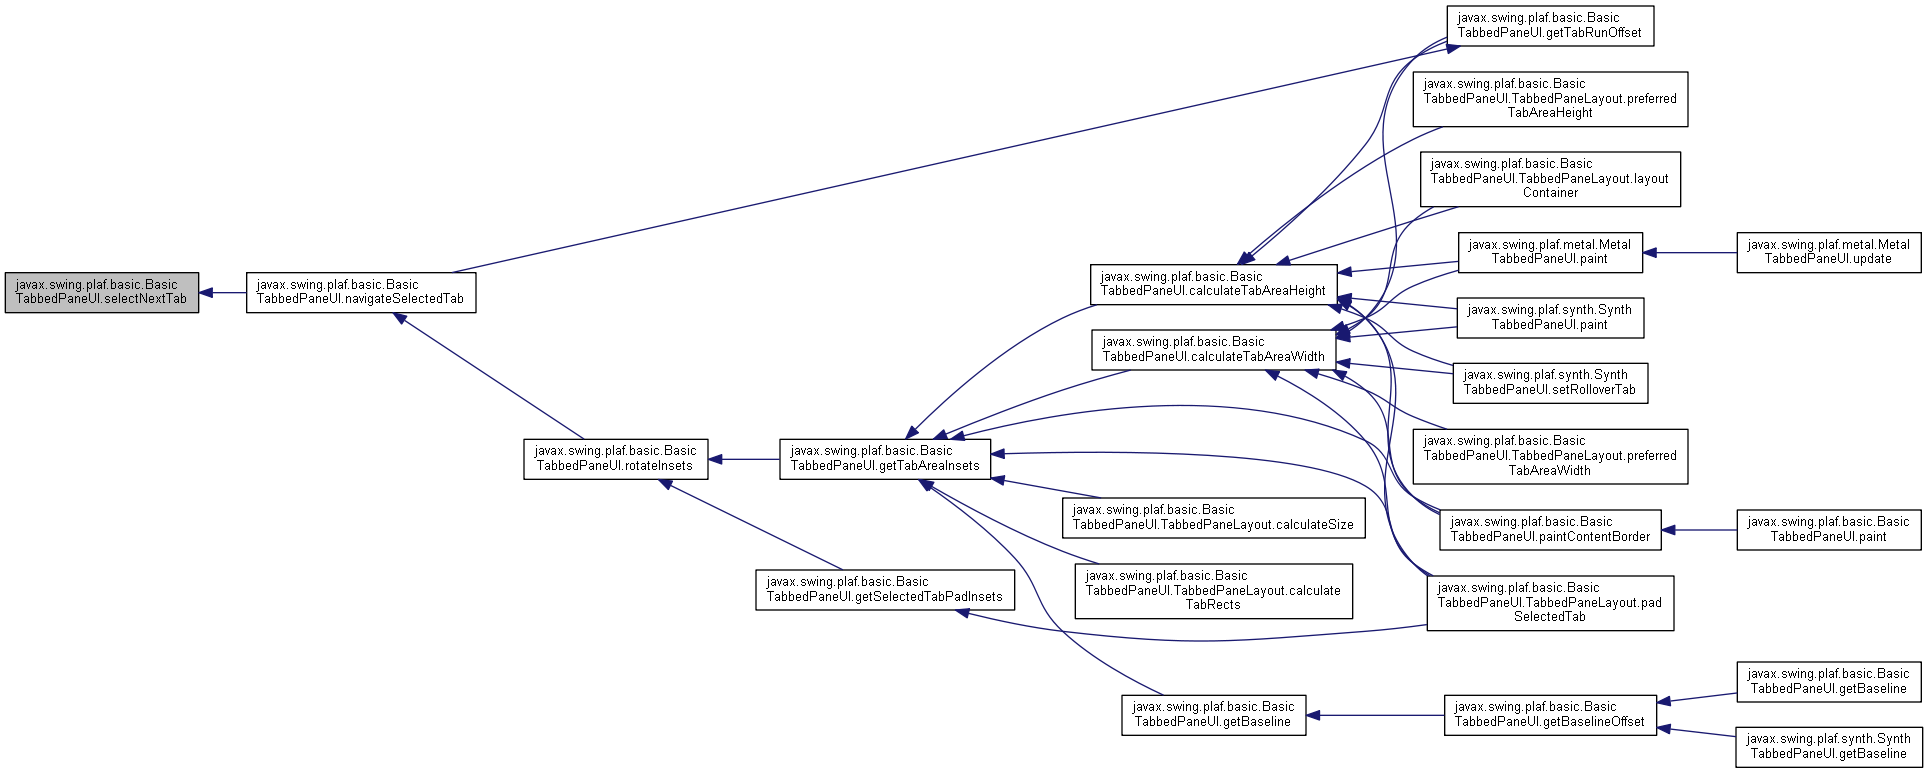 javax.swing.plaf.basic.Basic
TabbedPaneUI.selectNextTab
javax.swing.plaf.basic.Basic
TabbedPaneUI.navigateSelectedTab
javax.swing.plaf.basic.Basic
TabbedPaneUI.rotateInsets
javax.swing.plaf.basic.Basic
TabbedPaneUI.getTabAreaInsets
javax.swing.plaf.basic.Basic
TabbedPaneUI.getSelectedTabPadInsets
javax.swing.plaf.basic.Basic
TabbedPaneUI.calculateTabAreaHeight
javax.swing.plaf.basic.Basic
TabbedPaneUI.calculateTabAreaWidth
javax.swing.plaf.basic.Basic
TabbedPaneUI.TabbedPaneLayout.calculateSize
javax.swing.plaf.basic.Basic
TabbedPaneUI.TabbedPaneLayout.calculate
TabRects
javax.swing.plaf.basic.Basic
TabbedPaneUI.getBaseline
javax.swing.plaf.basic.Basic
TabbedPaneUI.getTabRunOffset
javax.swing.plaf.basic.Basic
TabbedPaneUI.TabbedPaneLayout.preferred
TabAreaHeight
javax.swing.plaf.basic.Basic
TabbedPaneUI.TabbedPaneLayout.layout
Container
javax.swing.plaf.metal.Metal
TabbedPaneUI.paint
javax.swing.plaf.synth.Synth
TabbedPaneUI.paint
javax.swing.plaf.synth.Synth
TabbedPaneUI.setRolloverTab
javax.swing.plaf.basic.Basic
TabbedPaneUI.TabbedPaneLayout.preferred
TabAreaWidth
javax.swing.plaf.basic.Basic
TabbedPaneUI.paintContentBorder
javax.swing.plaf.basic.Basic
TabbedPaneUI.TabbedPaneLayout.pad
SelectedTab
javax.swing.plaf.basic.Basic
TabbedPaneUI.getBaselineOffset
javax.swing.plaf.metal.Metal
TabbedPaneUI.update
javax.swing.plaf.basic.Basic
TabbedPaneUI.paint
javax.swing.plaf.basic.Basic
TabbedPaneUI.getBaseline
javax.swing.plaf.synth.Synth
TabbedPaneUI.getBaseline